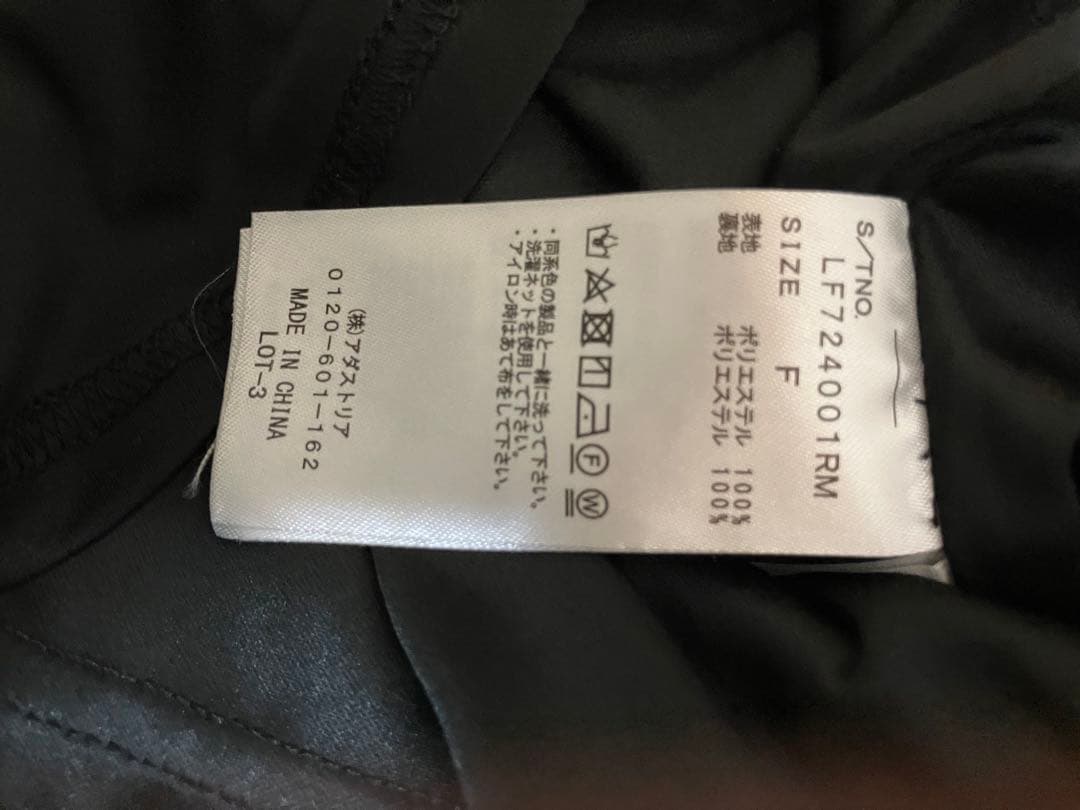 S/TNO.
LF724001RM
SIZE F
表地 ポリエステル 100%
裏地 ポリエステル 100%
F W
・同系色の製品と一緒に洗って下さい。
・洗濯ネットを使用して下さい。
・アイロン時はあて布をして下さい。
(株)アダストリア
0120-601-162
MADE IN CHINA
LOT-3